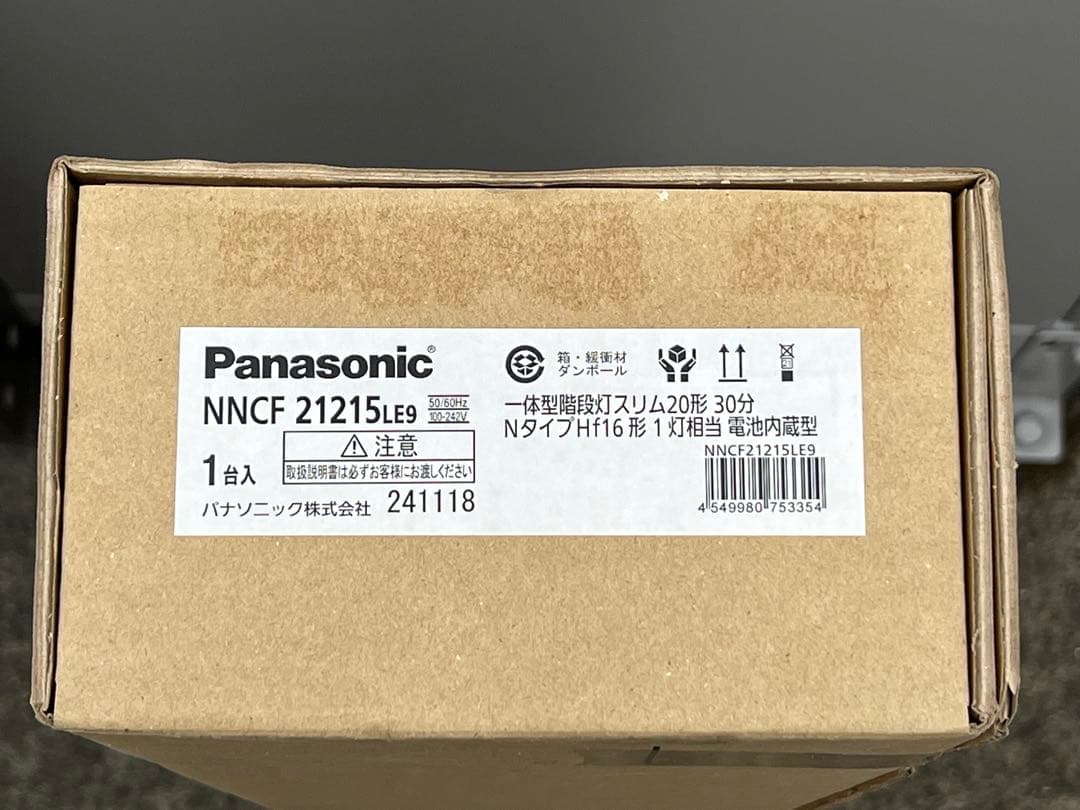 Panasonic®
NNCF 21215LE9 50/60Hz 100-242V
⚠注意
取扱説明書は必ずお客様にお渡しください
1台入
パナソニック株式会社 241118
箱・緩衝材
ダンボール
21
一体型階段灯スリム20形 30分
NタイプHf16形1灯相当 電池内蔵型
NNCF21215LE9
4 549980 753354